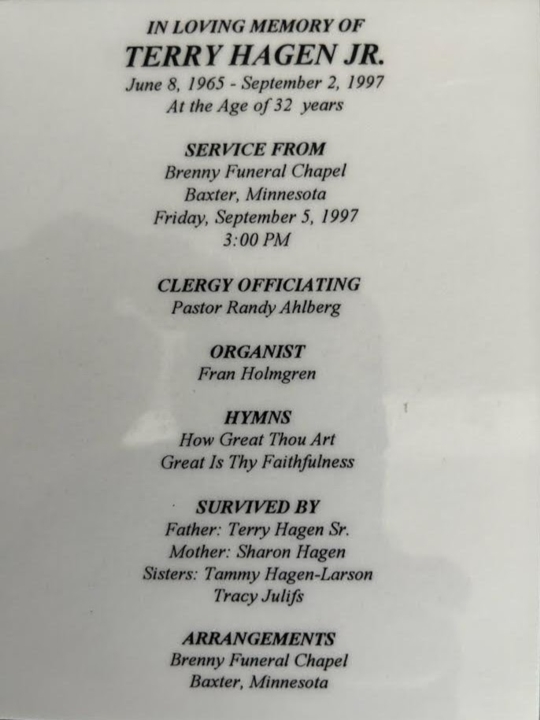 IN LOVING MEMORY OF
TERRY HAGEN JR.
June 8, 1965 - September 2, 1997
At the Age of 32 years
SERVICE FROM
Brenny Funeral Chapel
Baxter, Minnesota
Friday, September 5, 1997
3:00 PM
CLERGY OFFICIATING
Pastor Randy Ahlberg
ORGANIST
Fran Holmgren
HYMNS
How Great Thou Art
Great Is Thy Faithfulness
SURVIVED BY
Father: Terry Hagen Sr.
Mother: Sharon Hagen
Sisters: Tammy Hagen-Larson
Tracy Julifs
ARRANGEMENTS
Brenny Funeral Chapel
Baxter, Minnesota